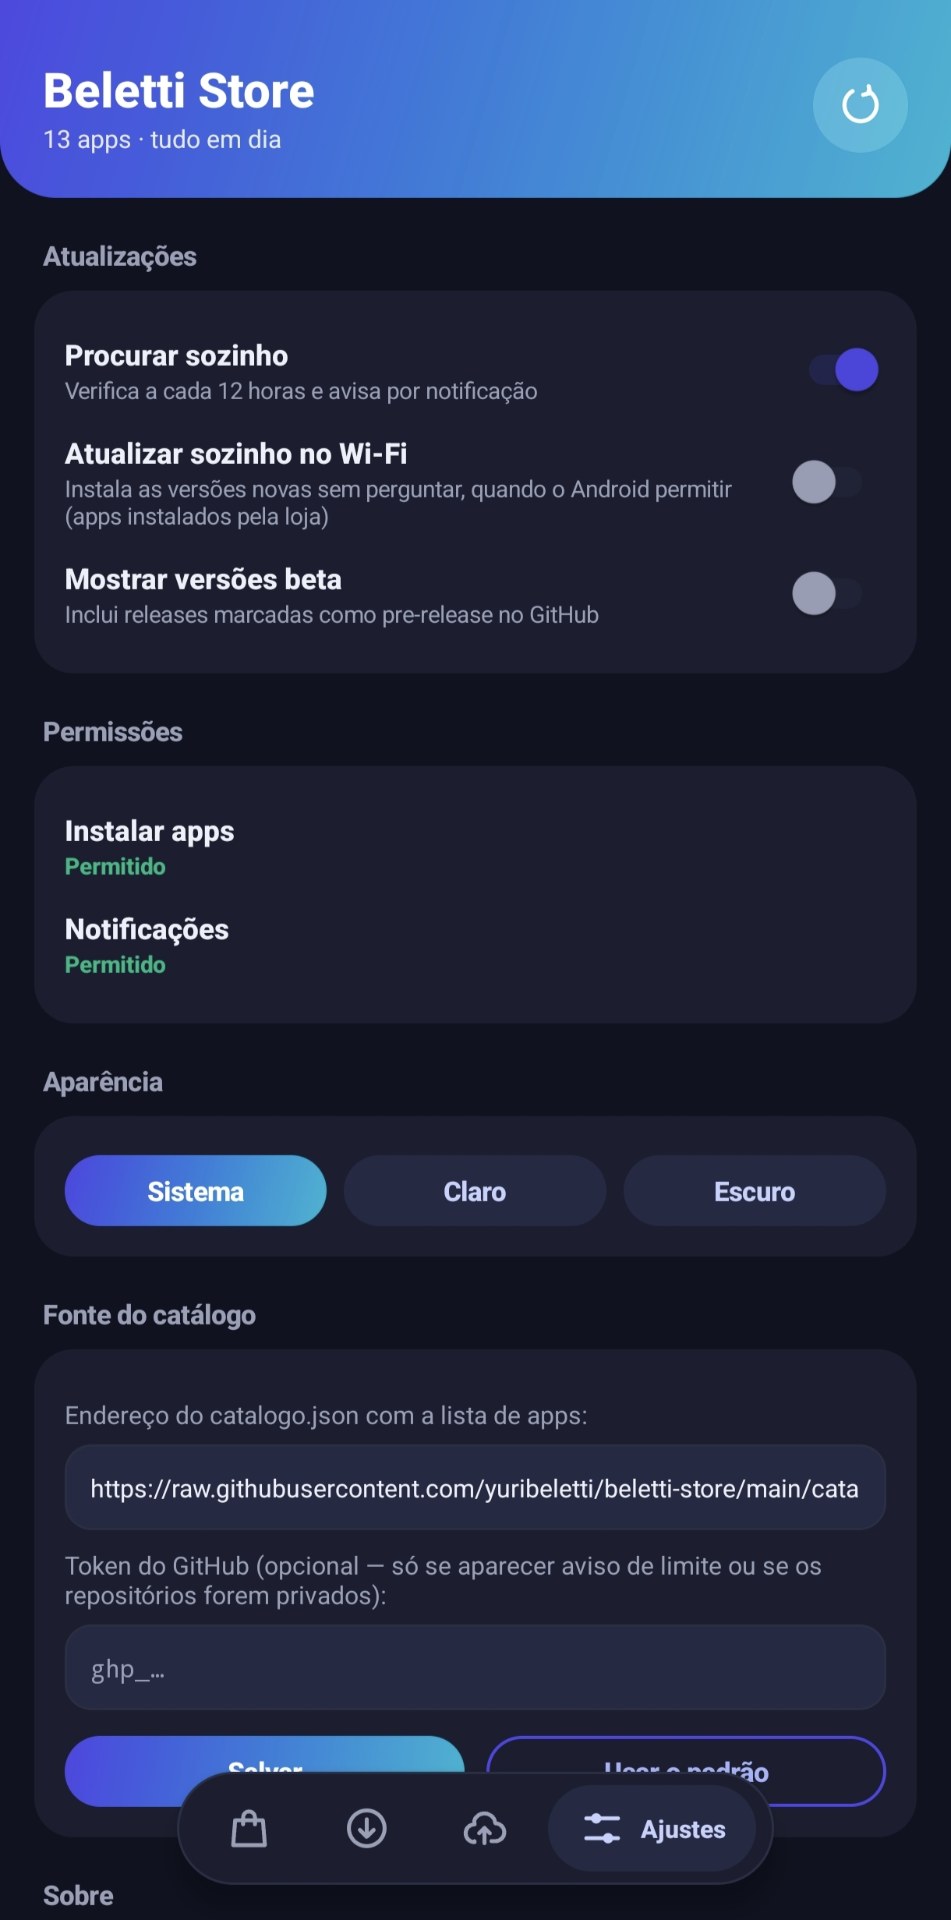 Beletti Store
13 apps · tudo em dia
Atualizações
Procurar sozinho
Verifica a cada 12 horas e avisa por notificação
Atualizar sozinho no Wi-Fi
Instala as versões novas sem perguntar, quando o Android permitir
(apps instalados pela loja)
Mostrar versões beta
Inclui releases marcadas como pre-release no GitHub
Permissões
Instalar apps
Permitido
Notificações
Permitido
Aparência
Sistema
Claro
Escuro
Fonte do catálogo
Endereço do catalogo.json com a lista de apps:
https://raw.githubusercontent.com/yuribeletti/beletti-store/main/cata
Token do GitHub (opcional — só se aparecer aviso de limite ou se os
repositórios forem privados):
ghp_…
Salvar
Usar o padrão
Ajustes
Sobre